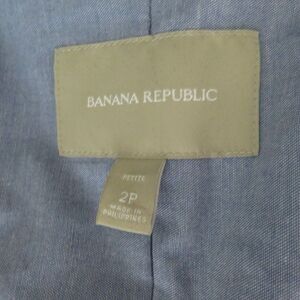 BANANA REPUBLIC
PETITE
2P
MADE IN
PHILIPPINES